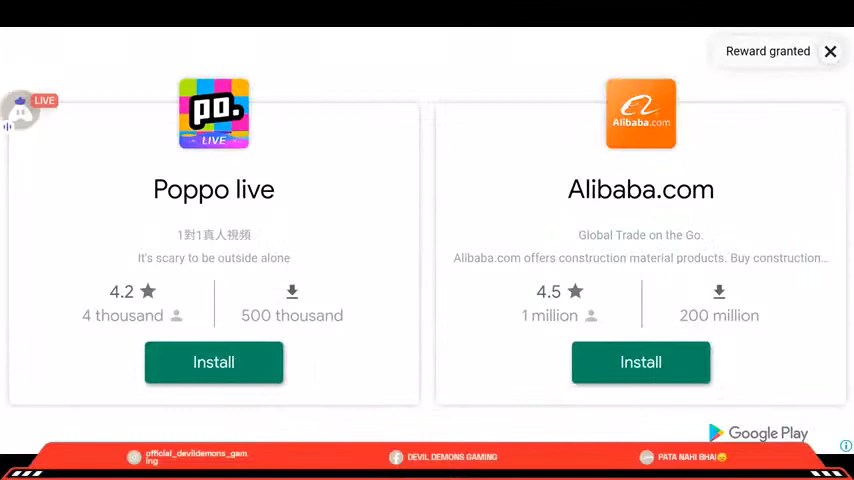 Reward granted
LIVE
po.
LIVE
Alibaba.com
Poppo live
Alibaba.com
1對1真人視頻
It's scary to be outside alone
Global Trade on the Go.
Alibaba.com offers construction material products. Buy construction...
4.2
4 thousand
500 thousand
4.5
1 million
200 million
Install
Install
Google Play
official_devildemons_gam
ing
DEVIL DEMONS GAMING
PATA NAHI BHAI😑